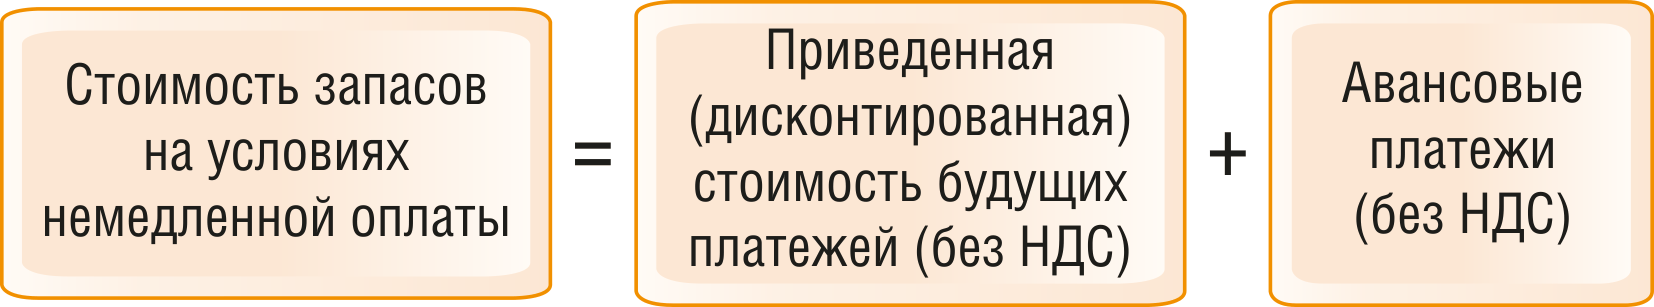 Стоимость запасов
на условиях
немедленной оплаты
=
Приведенная
(дисконтированная)
стоимость будущих
платежей (без НДС)
+
Авансовые
платежи
(без НДС)